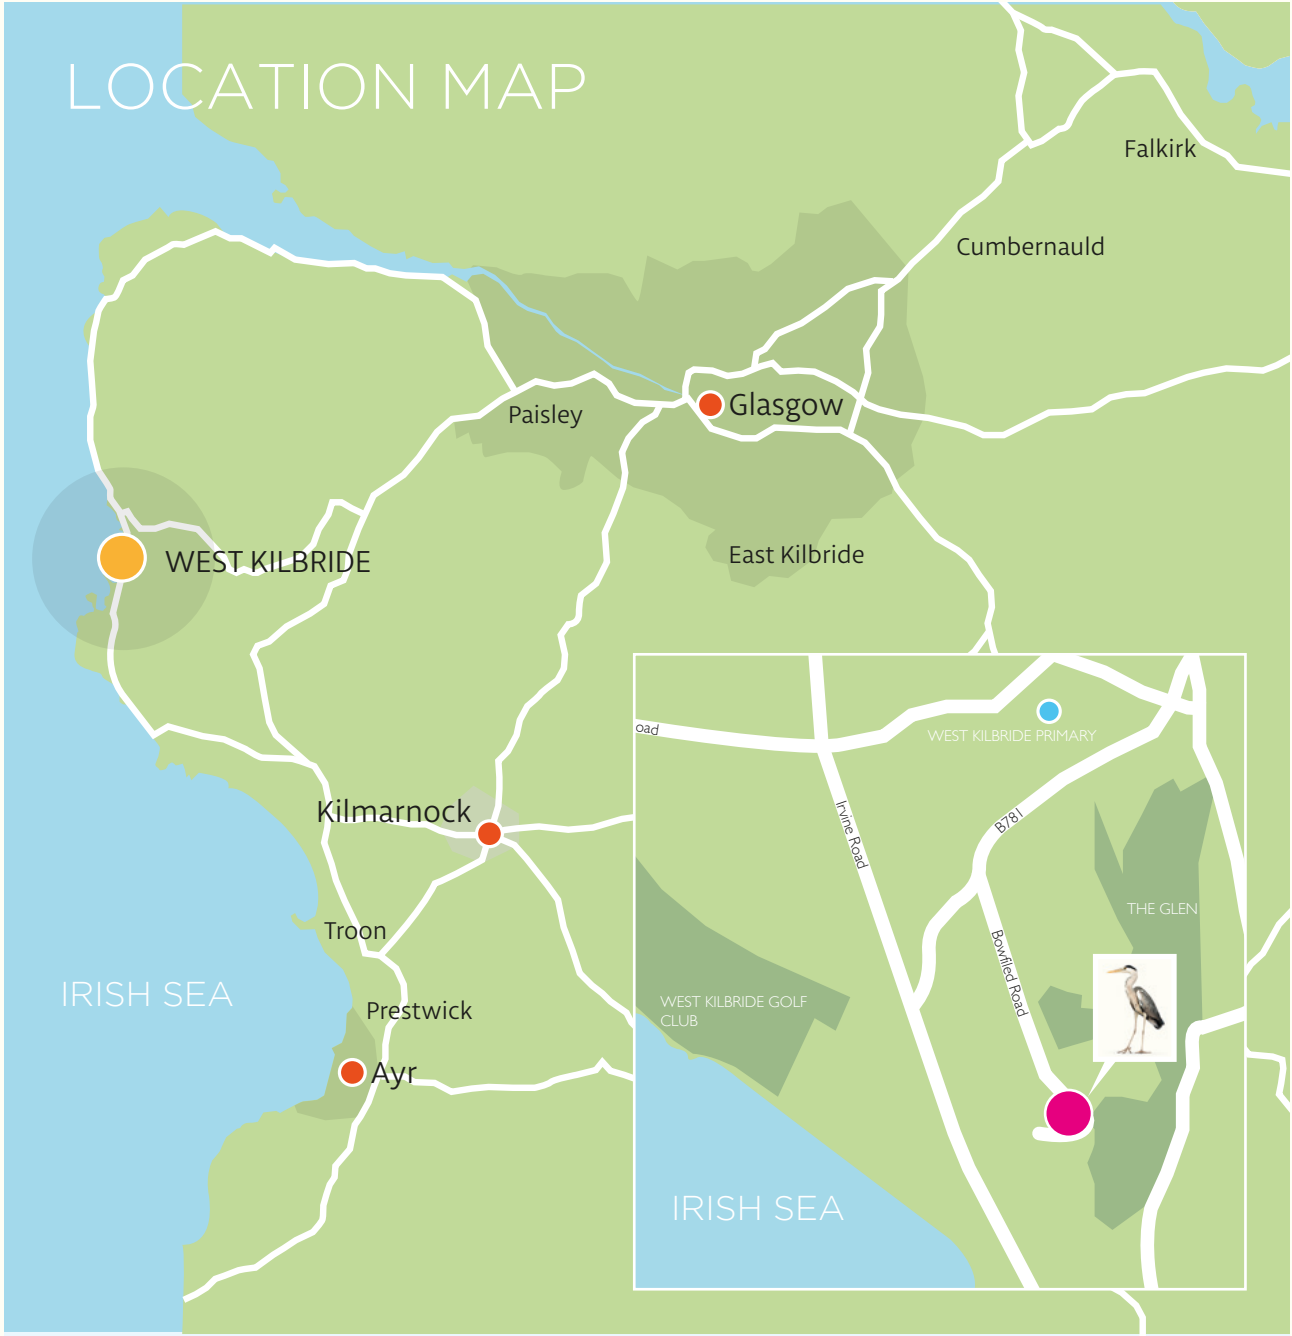 LOCATION MAP
Falkirk
Cumbernauld
Glasgow
Paisley
East Kilbride
WEST KILBRIDE
Kilmarnock
Troon
IRISH SEA
Prestwick
Ayr
oad
WEST KILBRIDE PRIMARY
Irvine Road
B781
THE GLEN
Bowfiled Road
WEST KILBRIDE GOLF
CLUB
IRISH SEA